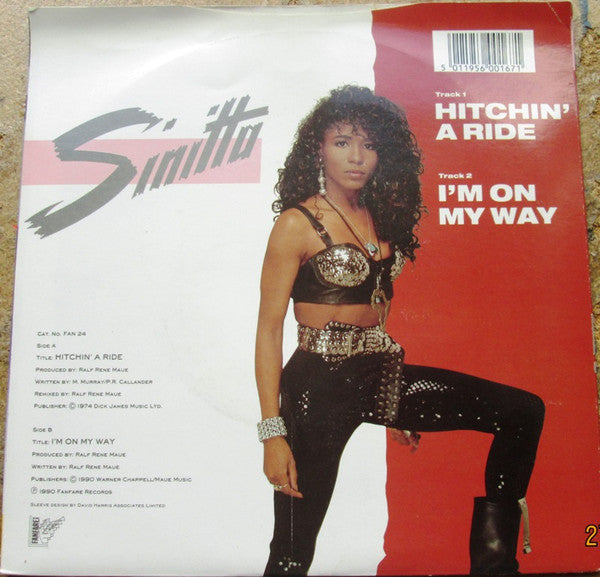 Sinitta
5 011956 001671
Track 1
HITCHIN'
A RIDE
Track 2
I'M ON
MY WAY
CAT. NO. FAN 24
SIDE A
TITLE: HITCHIN' A RIDE
PRODUCED BY: RALF RENE MAUE
WRITTEN BY: M. MURRAY/P.R. CALLANDER
REMIXED BY: RALF RENE MAUE
PUBLISHER: © 1974 DICK JAMES MUSIC LTD.
SIDE B
TITLE: I'M ON MY WAY
PRODUCED BY: RALF RENE MAUE
WRITTEN BY: RALF RENE MAUE
PUBLISHERS: © 1990 WARNER CHAPPELL/MAUE MUSIC
℗ 1990 FANFARE RECORDS
SLEEVE DESIGN BY DAVID HARRIS ASSOCIATES LIMITED
FANFARE